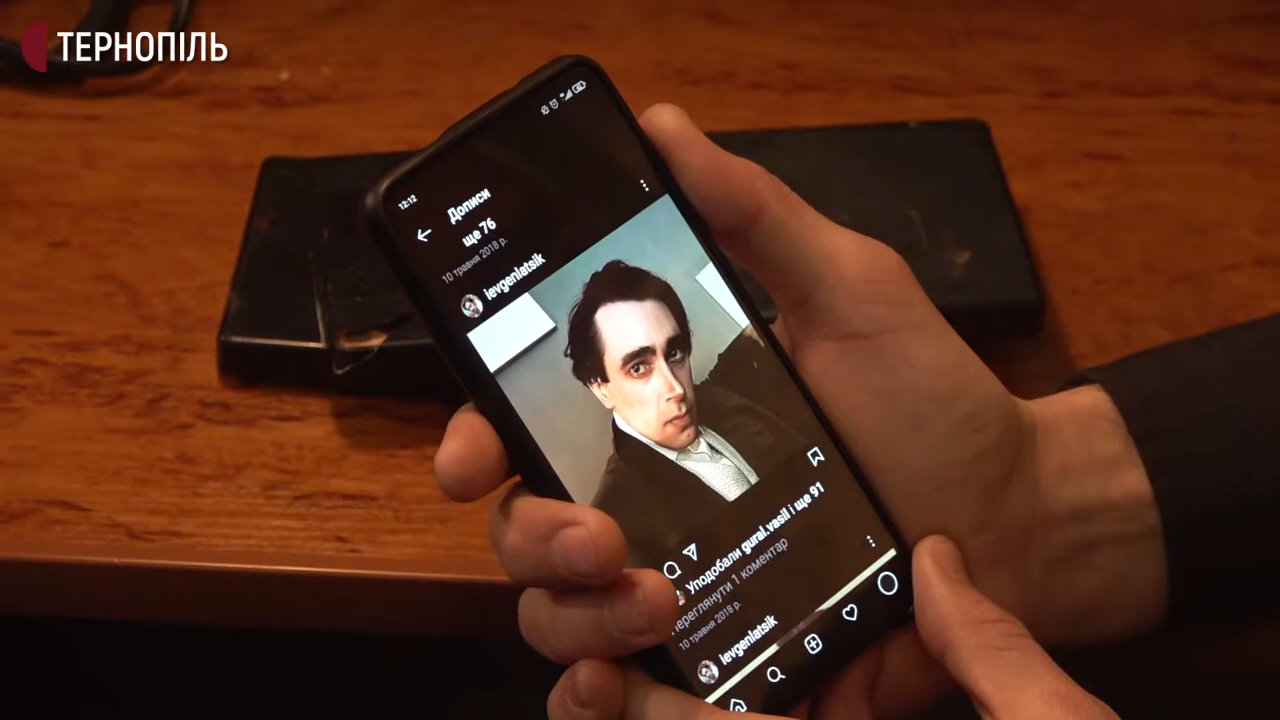 ТЕРНОПІЛЬ
12:12
Дописи
ще 76
10 травня 2018 р.
ievgenlatsik
Уподобали gural.vasil і ще 91
Переглянути 1 коментар
10 травня 2018 р.
ievgenlatsik